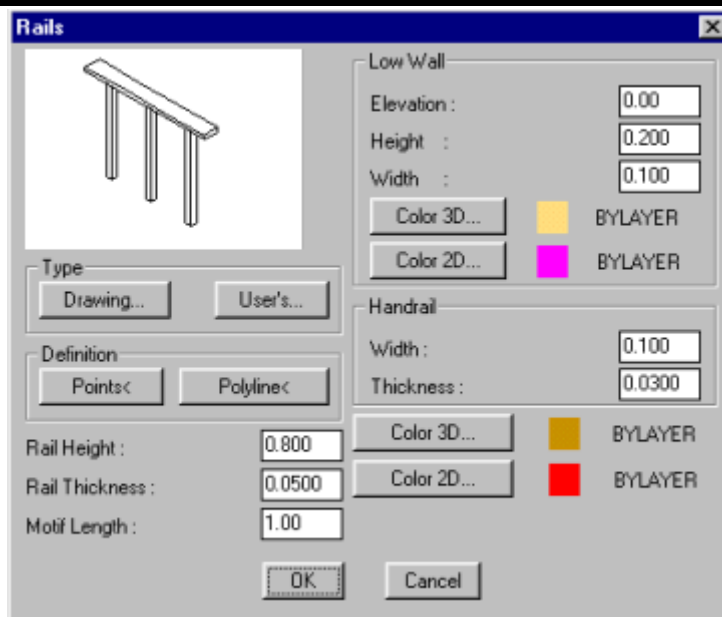 Rails
Type
Drawing...
User's...
Definition
Points<
Polyline<
Rail Height :
0.800
Rail Thickness :
0.0500
Motif Length :
1.00
Low Wall
Elevation :
0.00
Height :
0.200
Width :
0.100
Color 3D...
BYLAYER
Color 2D...
BYLAYER
Handrail
Width :
0.100
Thickness :
0.0300
Color 3D...
BYLAYER
Color 2D...
BYLAYER
OK
Cancel